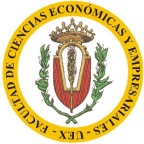 FACULTAD DE CIENCIAS ECONÓMICAS Y EMPRESARIALES - UEX -